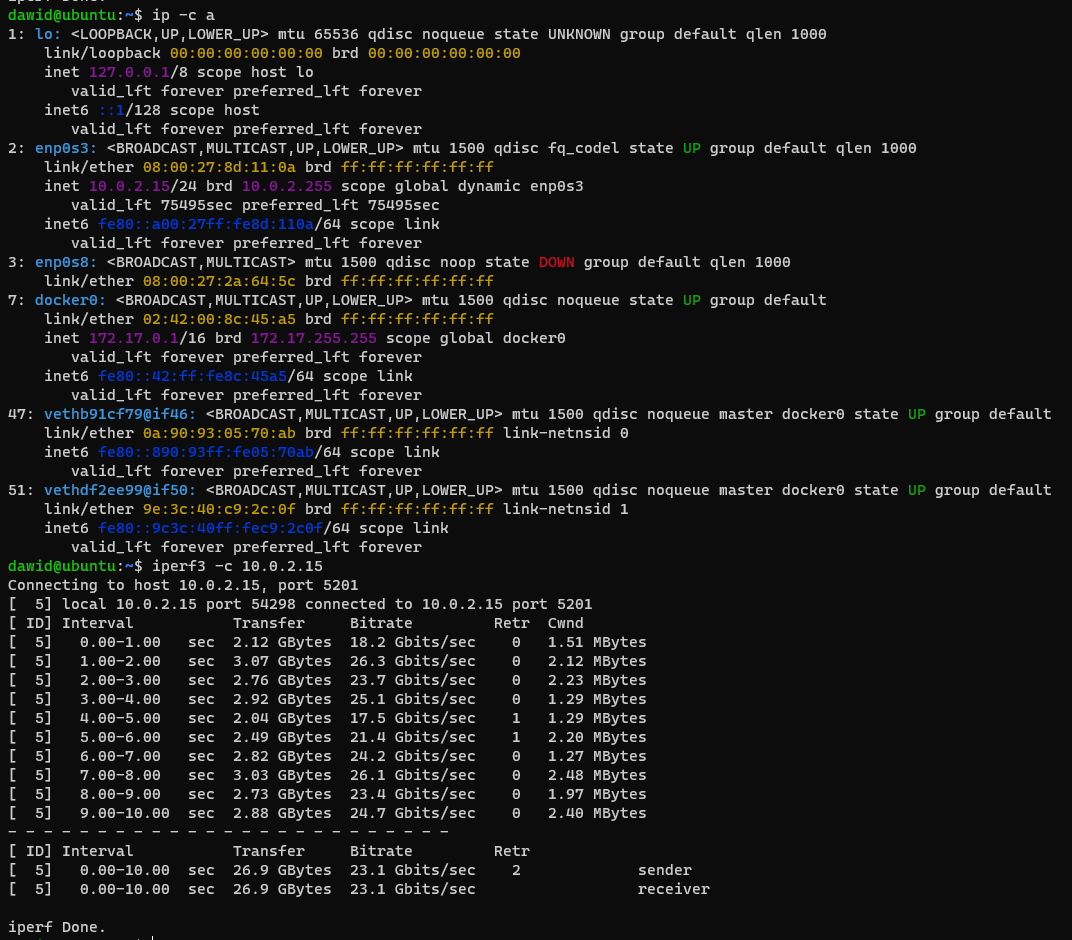 iperf Done.
dawid@ubuntu:~$ ip -c a
1: lo: <LOOPBACK,UP,LOWER_UP> mtu 65536 qdisc noqueue state UNKNOWN group default qlen 1000
    link/loopback 00:00:00:00:00:00 brd 00:00:00:00:00:00
    inet 127.0.0.1/8 scope host lo
       valid_lft forever preferred_lft forever
    inet6 ::1/128 scope host
       valid_lft forever preferred_lft forever
2: enp0s3: <BROADCAST,MULTICAST,UP,LOWER_UP> mtu 1500 qdisc fq_codel state UP group default qlen 1000
    link/ether 08:00:27:8d:11:0a brd ff:ff:ff:ff:ff:ff
    inet 10.0.2.15/24 brd 10.0.2.255 scope global dynamic enp0s3
       valid_lft 75495sec preferred_lft 75495sec
    inet6 fe80::a00:27ff:fe8d:110a/64 scope link
       valid_lft forever preferred_lft forever
3: enp0s8: <BROADCAST,MULTICAST> mtu 1500 qdisc noop state DOWN group default qlen 1000
    link/ether 08:00:27:2a:64:5c brd ff:ff:ff:ff:ff:ff
7: docker0: <BROADCAST,MULTICAST,UP,LOWER_UP> mtu 1500 qdisc noqueue state UP group default
    link/ether 02:42:00:8c:45:a5 brd ff:ff:ff:ff:ff:ff
    inet 172.17.0.1/16 brd 172.17.255.255 scope global docker0
       valid_lft forever preferred_lft forever
    inet6 fe80::42:ff:fe8c:45a5/64 scope link
       valid_lft forever preferred_lft forever
47: vethb91cf79@if46: <BROADCAST,MULTICAST,UP,LOWER_UP> mtu 1500 qdisc noqueue master docker0 state UP group default
    link/ether 0a:90:93:05:70:ab brd ff:ff:ff:ff:ff:ff link-netnsid 0
    inet6 fe80::890:93ff:fe05:70ab/64 scope link
       valid_lft forever preferred_lft forever
51: vethdf2ee99@if50: <BROADCAST,MULTICAST,UP,LOWER_UP> mtu 1500 qdisc noqueue master docker0 state UP group default
    link/ether 9e:3c:40:c9:2c:0f brd ff:ff:ff:ff:ff:ff link-netnsid 1
    inet6 fe80::9c3c:40ff:fec9:2c0f/64 scope link
       valid_lft forever preferred_lft forever
dawid@ubuntu:~$ iperf3 -c 10.0.2.15
Connecting to host 10.0.2.15, port 5201
[  5] local 10.0.2.15 port 54298 connected to 10.0.2.15 port 5201
[ ID] Interval           Transfer     Bitrate         Retr  Cwnd
[  5]   0.00-1.00   sec  2.12 GBytes  18.2 Gbits/sec    0   1.51 MBytes
[  5]   1.00-2.00   sec  3.07 GBytes  26.3 Gbits/sec    0   2.12 MBytes
[  5]   2.00-3.00   sec  2.76 GBytes  23.7 Gbits/sec    0   2.23 MBytes
[  5]   3.00-4.00   sec  2.92 GBytes  25.1 Gbits/sec    0   1.29 MBytes
[  5]   4.00-5.00   sec  2.04 GBytes  17.5 Gbits/sec    1   1.29 MBytes
[  5]   5.00-6.00   sec  2.49 GBytes  21.4 Gbits/sec    1   2.20 MBytes
[  5]   6.00-7.00   sec  2.82 GBytes  24.2 Gbits/sec    0   1.27 MBytes
[  5]   7.00-8.00   sec  3.03 GBytes  26.1 Gbits/sec    0   2.48 MBytes
[  5]   8.00-9.00   sec  2.73 GBytes  23.4 Gbits/sec    0   1.97 MBytes
[  5]   9.00-10.00  sec  2.88 GBytes  24.7 Gbits/sec    0   2.40 MBytes
- - - - - - - - - - - - - - - - - - - - - - - - -
[ ID] Interval           Transfer     Bitrate         Retr
[  5]   0.00-10.00  sec  26.9 GBytes  23.1 Gbits/sec    2             sender
[  5]   0.00-10.00  sec  26.9 GBytes  23.1 Gbits/sec                  receiver
iperf Done.